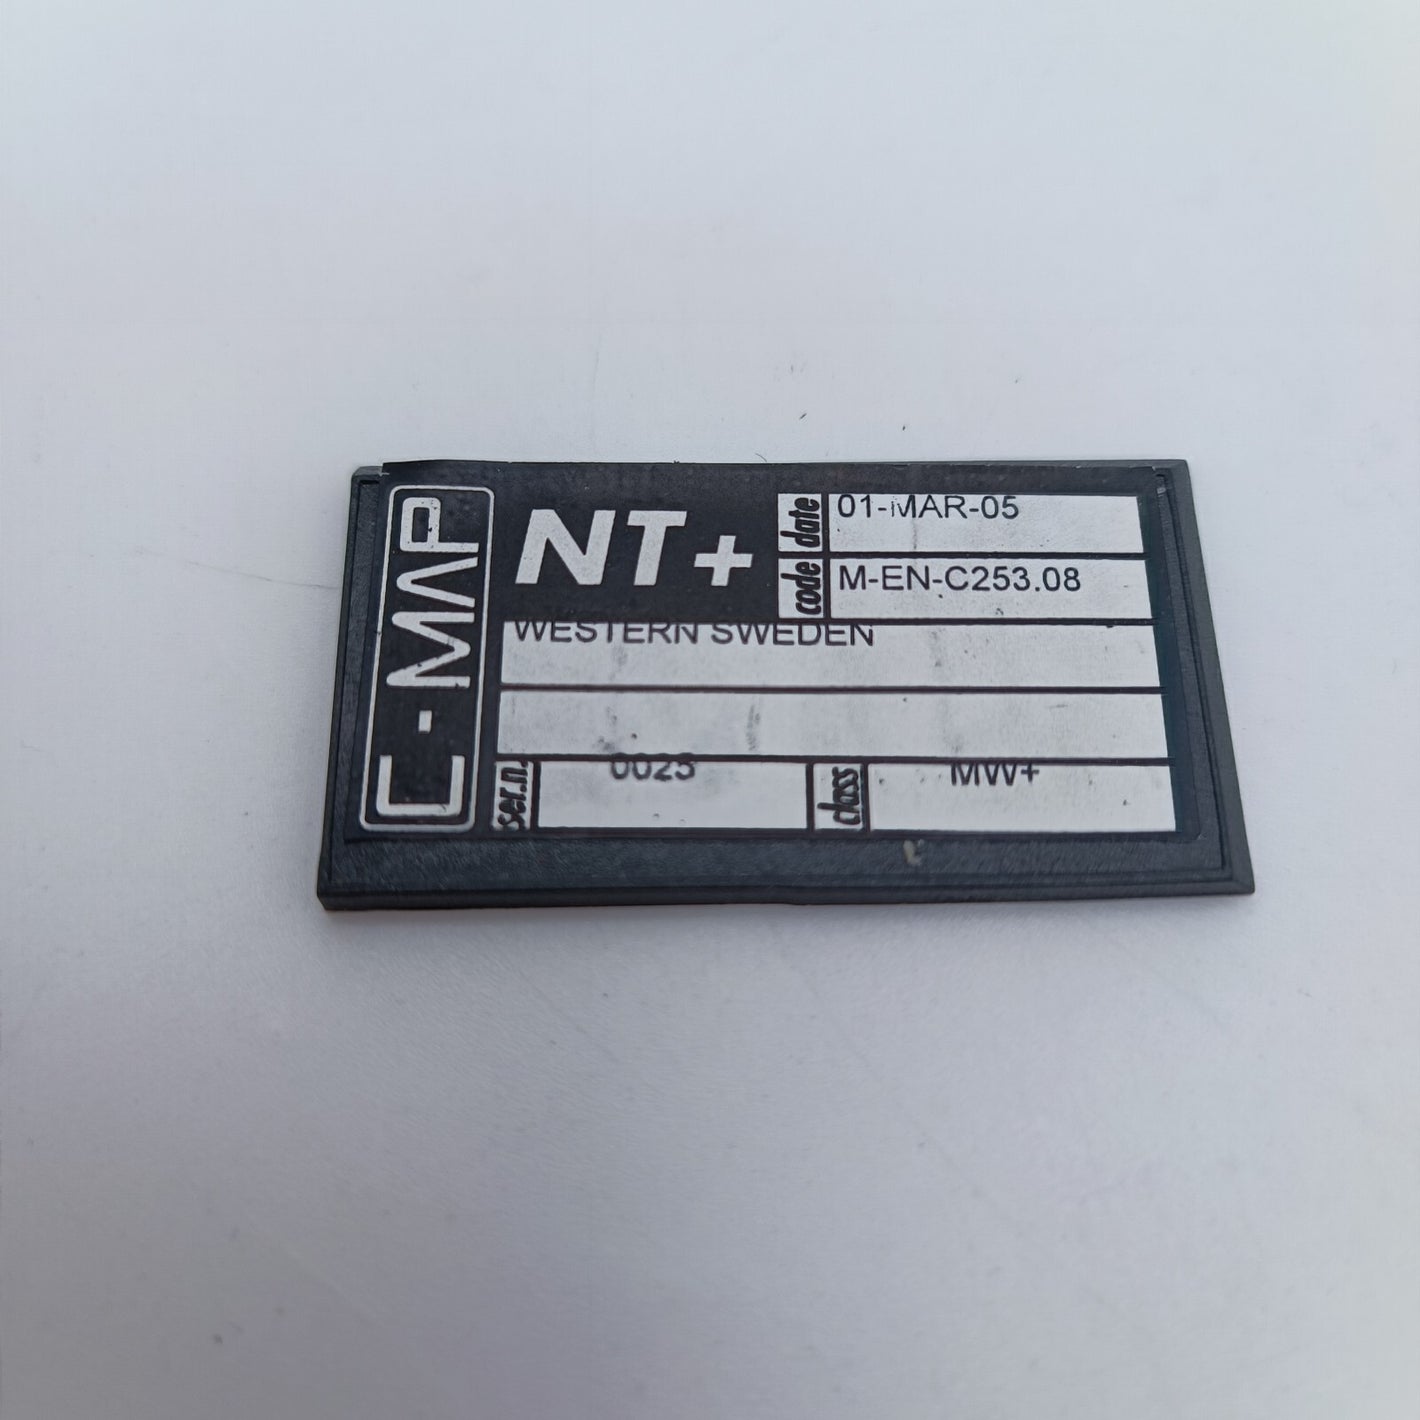 C-MAP
NT+
date 01-MAR-05
code M-EN-C253.08
WESTERN SWEDEN
ser.n. 0025 class MW+